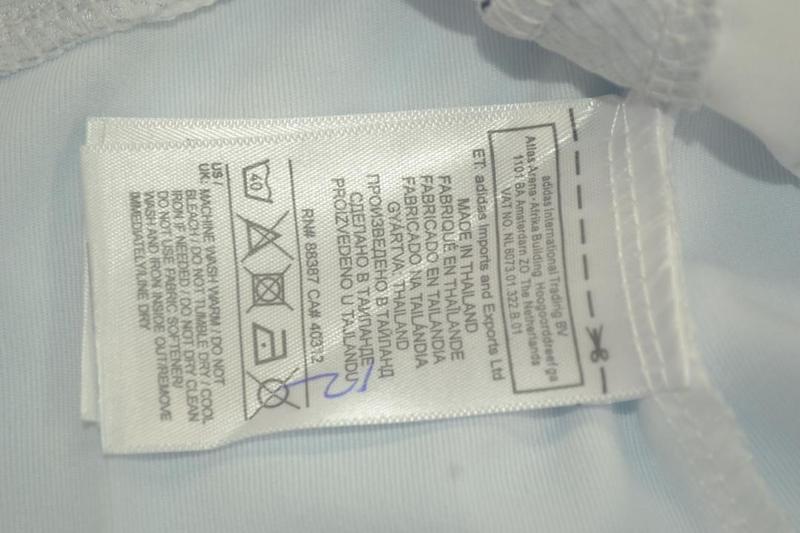 adidas International Trading BV
Atlas Arena-Afrika Building Hoogoorddreef 9a
1101 BA Amsterdam ZO The Netherlands
VAT NO. NL8073.01.322.B.01
ET: adidas Imports and Exports Ltd
MADE IN THAILAND
FABRIQUÉ EN THAÏLANDE
FABRICADO EN TAILANDIA
FABRICADO NA TAILÂNDIA
GYÁRTVA: THAILAND
ПРОИЗВЕДЕНО В ТАЙЛАНД
СДЕЛАНО В ТАИЛАНДЕ
PROIZVEDENO U TAJLANDU
RN# 88387 CA# 40312
40
US /
UK: MACHINE WASH WARM / DO NOT
BLEACH / DO NOT TUMBLE DRY / COOL
IRON IF NEEDED / DO NOT DRY CLEAN
DO NOT USE FABRIC SOFTENER/
WASH AND IRON INSIDE OUT/REMOVE
IMMEDIATELY/LINE DRY